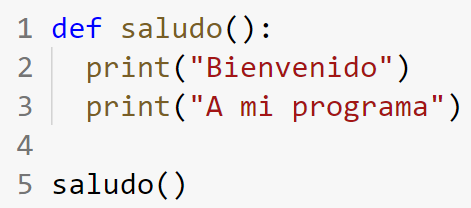 1 def saludo():
2   print("Bienvenido")
3   print("A mi programa")
4
5 saludo()